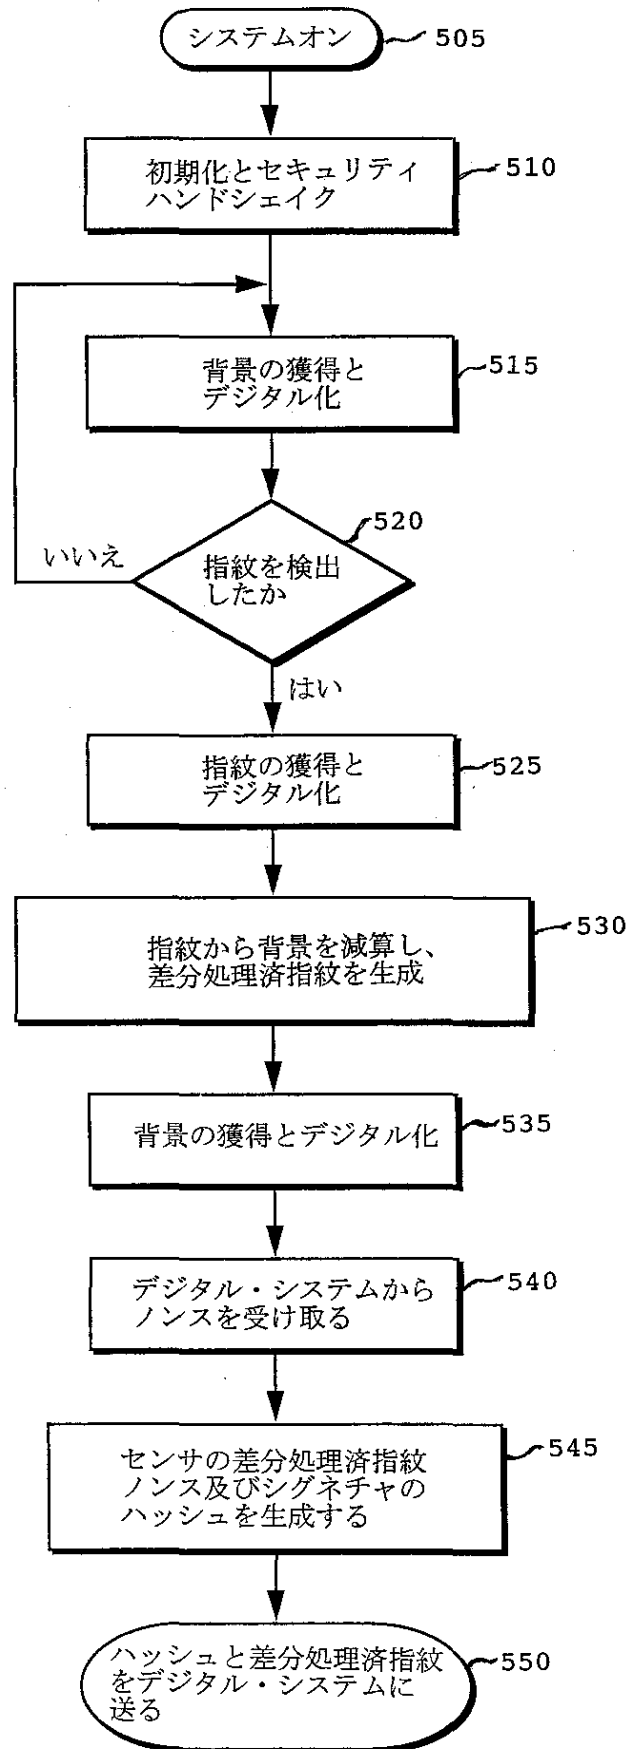 システムオン
505
初期化とセキュリティ
ハンドシェイク
510
背景の獲得と
デジタル化
515
520
指紋を検出
したか
いいえ
はい
指紋の獲得と
デジタル化
525
指紋から背景を減算し、
差分処理済指紋を生成
530
背景の獲得とデジタル化
535
デジタル・システムから
ノンスを受け取る
540
センサの差分処理済指紋
ノンス及びシグネチャの
ハッシュを生成する
545
ハッシュと差分処理済指紋
をデジタル・システムに
送る
550